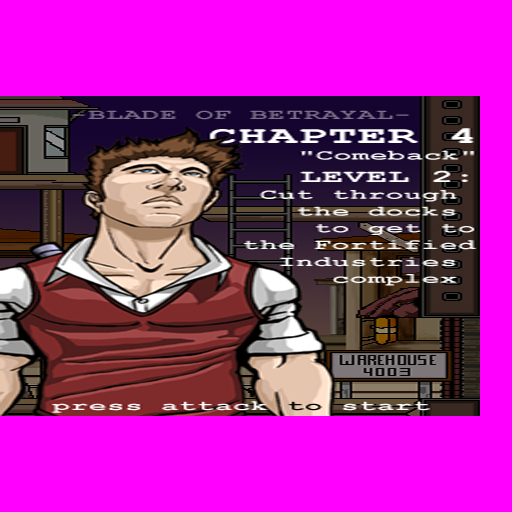 -BLADE OF BETRAYAL-
CHAPTER 4
"Comeback"
LEVEL 2:
Cut through
the docks
to get to
the Fortified
Industries
complex
WAREHOUSE
4003
press attack to start